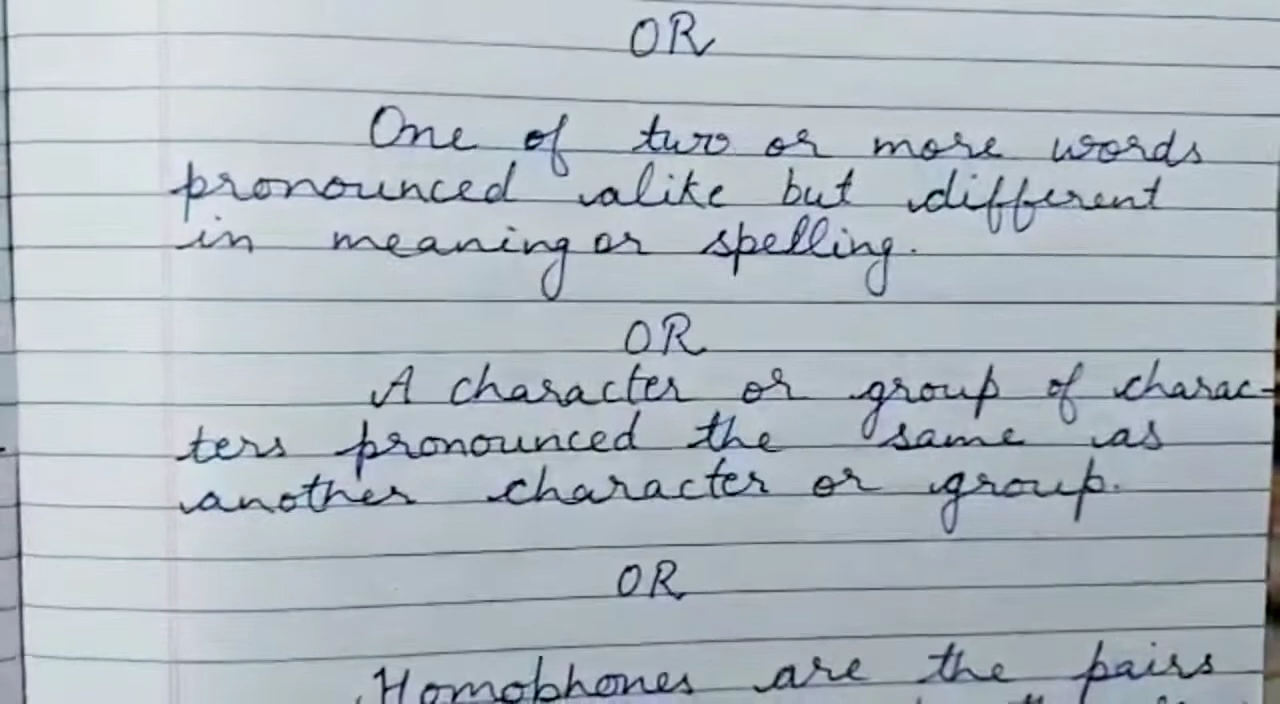 OR
One of two or more words
pronounced alike but different
in meaning or spelling.
OR
A character or group of charac-
ters pronounced the same as
another character or group.
OR
Homophones are the pairs